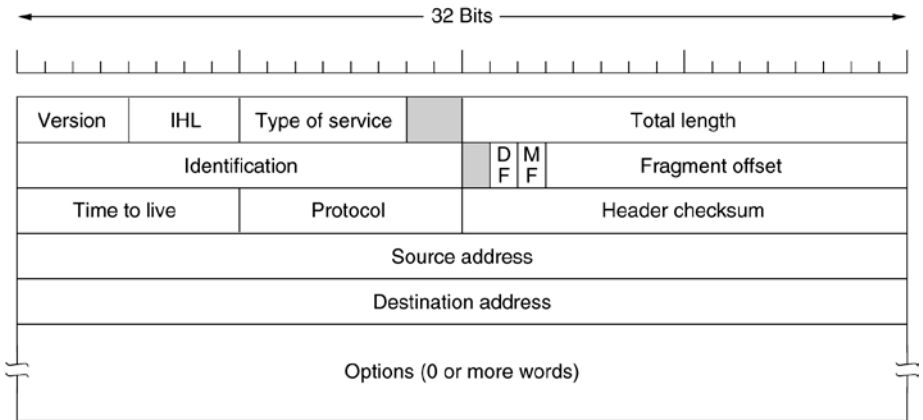 32 Bits
Version IHL Type of service Total length
Identification D F M F Fragment offset
Time to live Protocol Header checksum
Source address
Destination address
Options (0 or more words)